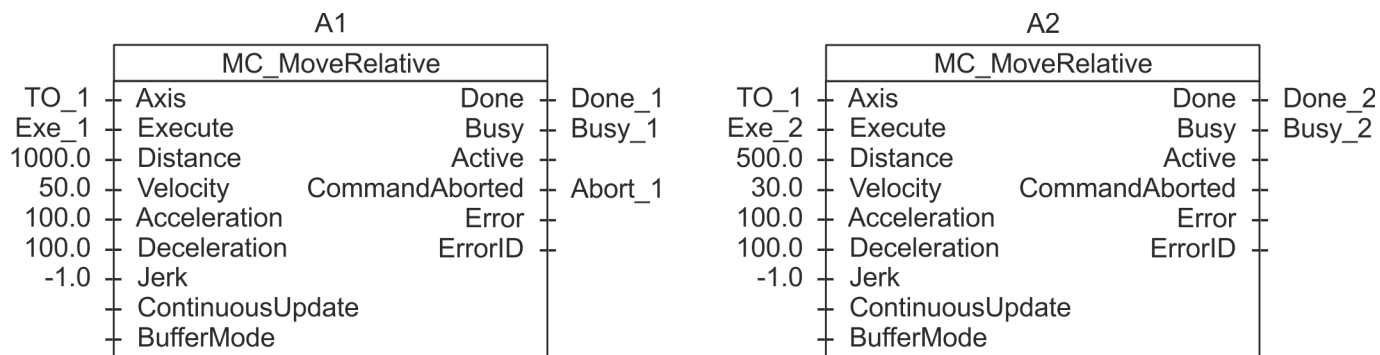 A1
MC_MoveRelative
TO_1 Axis Done Done_1
Exe_1 Execute Busy Busy_1
1000.0 Distance Active
50.0 Velocity CommandAborted Abort_1
100.0 Acceleration Error
100.0 Deceleration ErrorID
-1.0 Jerk
ContinuousUpdate
BufferMode
A2
MC_MoveRelative
TO_1 Axis Done Done_2
Exe_2 Execute Busy Busy_2
500.0 Distance Active
30.0 Velocity CommandAborted
100.0 Acceleration Error
100.0 Deceleration ErrorID
-1.0 Jerk
ContinuousUpdate
BufferMode